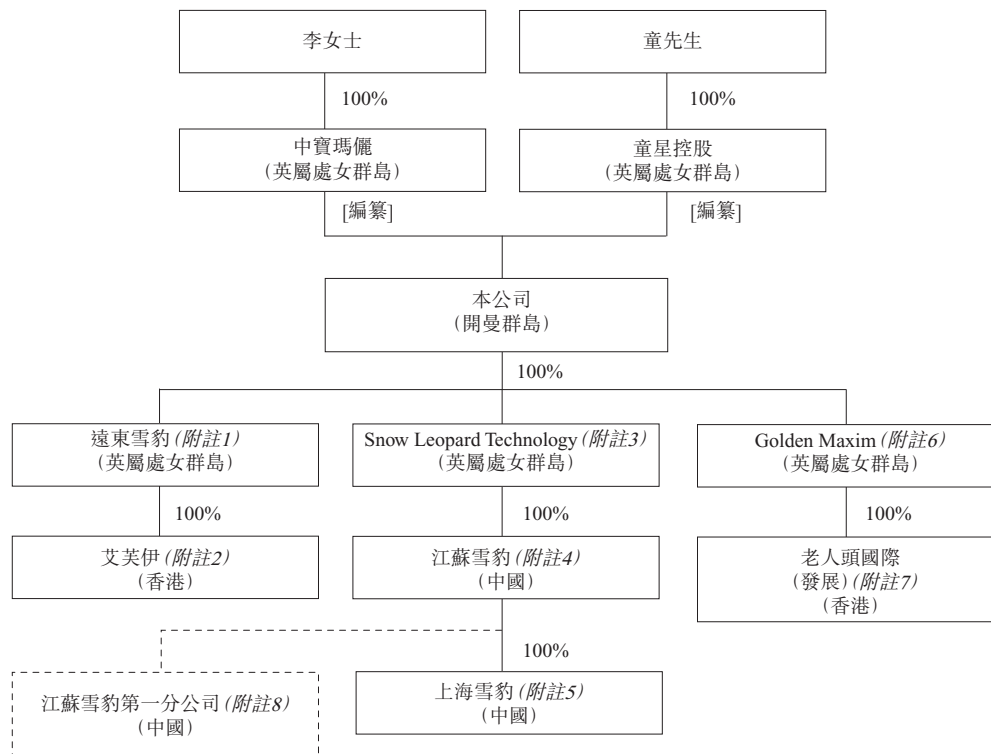 李女士
童先生
100%
100%
中寶瑪儷
(英屬處女群島)
童星控股
(英屬處女群島)
[編纂]
[編纂]
本公司
(開曼群島)
100%
遠東雪豹(附註1)
(英屬處女群島)
Snow Leopard Technology (附註3)
(英屬處女群島)
Golden Maxim (附註6)
(英屬處女群島)
100%
100%
100%
艾芙伊(附註2)
(香港)
江蘇雪豹(附註4)
(中國)
老人頭國際
(發展)(附註7)
(香港)
100%
江蘇雪豹第一分公司(附註8)
(中國)
上海雪豹(附註5)
(中國)